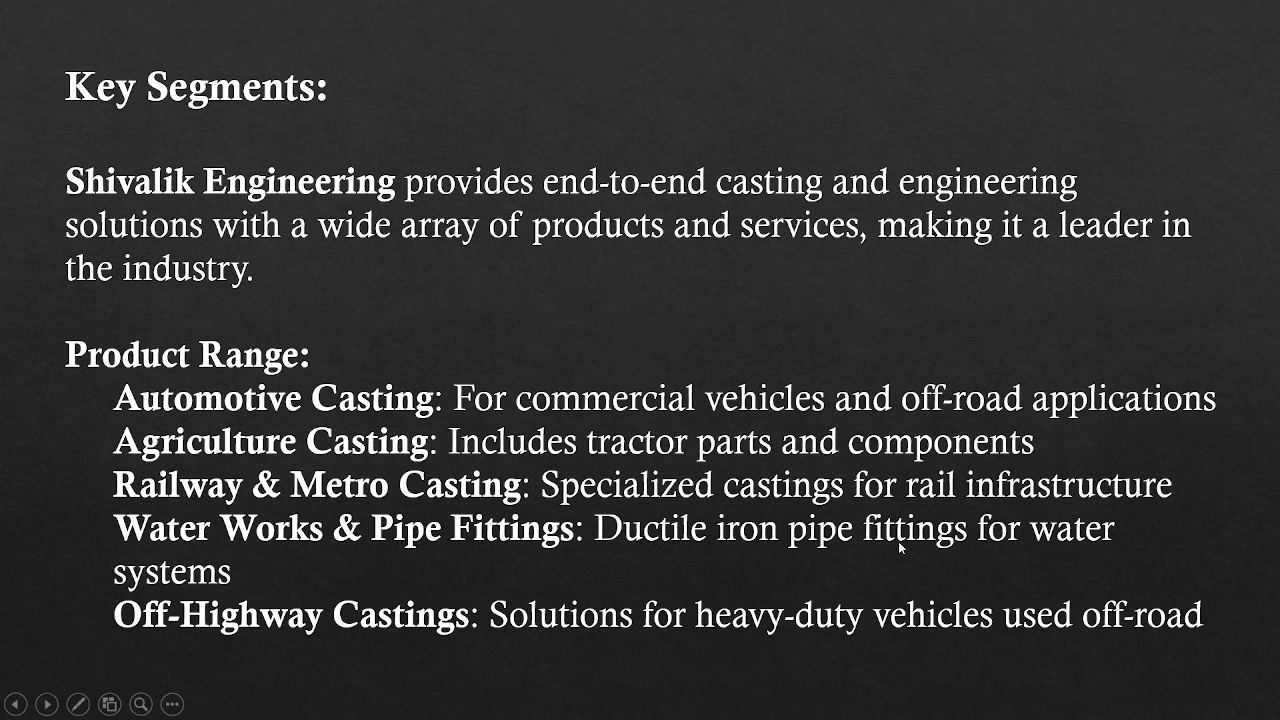 Key Segments:
Shivalik Engineering provides end-to-end casting and engineering
solutions with a wide array of products and services, making it a leader in
the industry.
Product Range:
Automotive Casting: For commercial vehicles and off-road applications
Agriculture Casting: Includes tractor parts and components
Railway & Metro Casting: Specialized castings for rail infrastructure
Water Works & Pipe Fittings: Ductile iron pipe fittings for water
systems
Off-Highway Castings: Solutions for heavy-duty vehicles used off-road